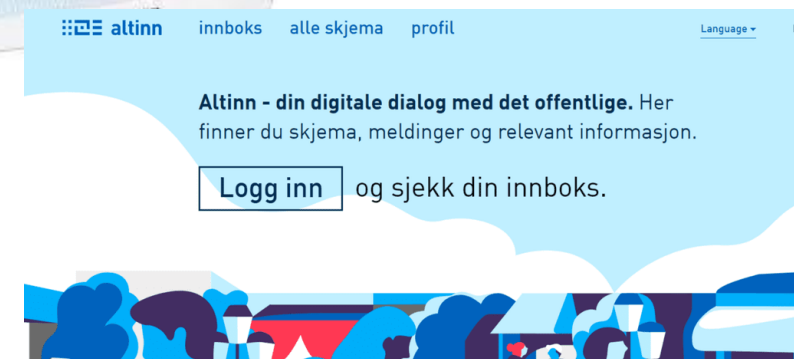 altinn innboks alle skjema profil Language
Altinn - din digitale dialog med det offentlige. Her
finner du skjema, meldinger og relevant informasjon.
Logg inn og sjekk din innboks.